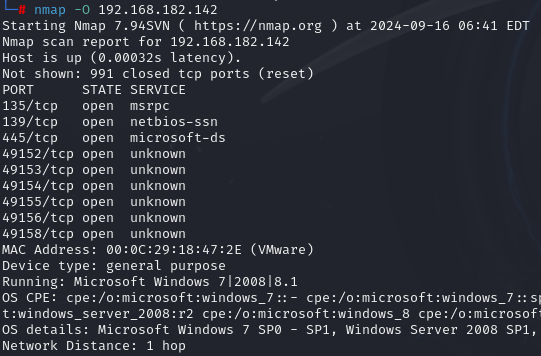 └─# nmap -O 192.168.182.142
Starting Nmap 7.94SVN ( https://nmap.org ) at 2024-09-16 06:41 EDT
Nmap scan report for 192.168.182.142
Host is up (0.00032s latency).
Not shown: 991 closed tcp ports (reset)
PORT      STATE SERVICE
135/tcp   open  msrpc
139/tcp   open  netbios-ssn
445/tcp   open  microsoft-ds
49152/tcp open  unknown
49153/tcp open  unknown
49154/tcp open  unknown
49155/tcp open  unknown
49156/tcp open  unknown
49158/tcp open  unknown
MAC Address: 00:0C:29:18:47:2E (VMware)
Device type: general purpose
Running: Microsoft Windows 7|2008|8.1
OS CPE: cpe:/o:microsoft:windows_7::- cpe:/o:microsoft:windows_7::sp
t:windows_server_2008:r2 cpe:/o:microsoft:windows_8 cpe:/o:microsoft
OS details: Microsoft Windows 7 SP0 - SP1, Windows Server 2008 SP1,
Network Distance: 1 hop